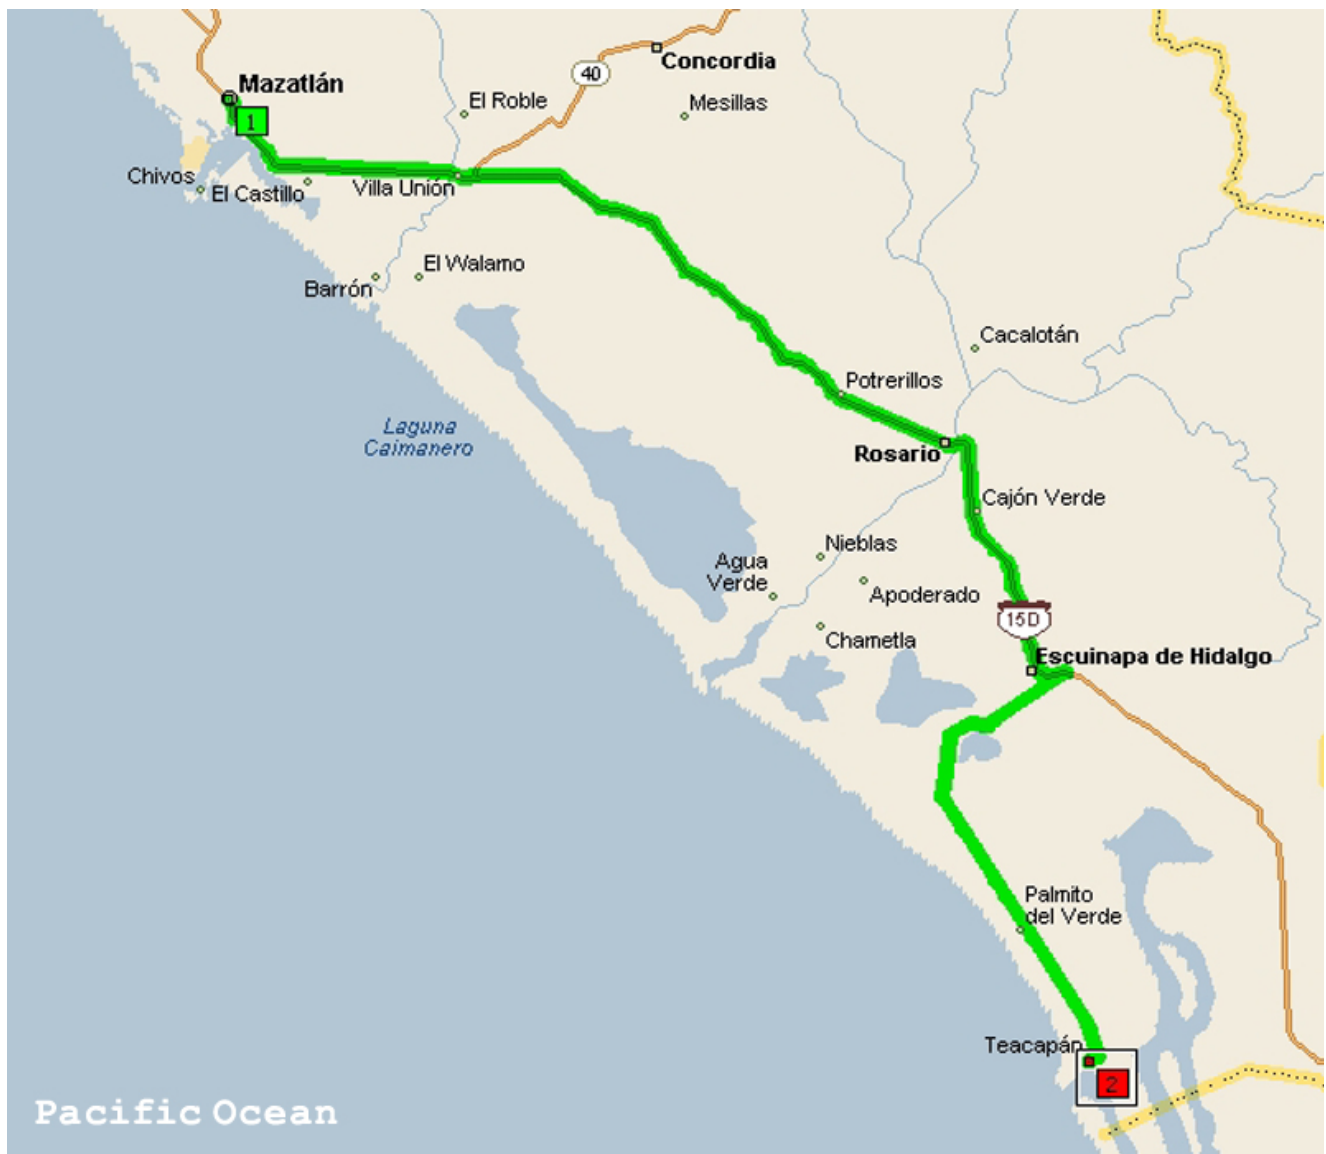 Concordia
40
Mazatlán
El Roble
Mesillas
1
Chivos
El Castillo
Villa Unión
El Walamo
Barrón
Cacalotán
Potrerillos
Laguna
Caimanero
Rosario
Cajón Verde
Nieblas
Agua
Verde
Apoderado
15D
Chametla
Escuinapa de Hidalgo
Palmito
del Verde
Teacapán
2
Pacific Ocean